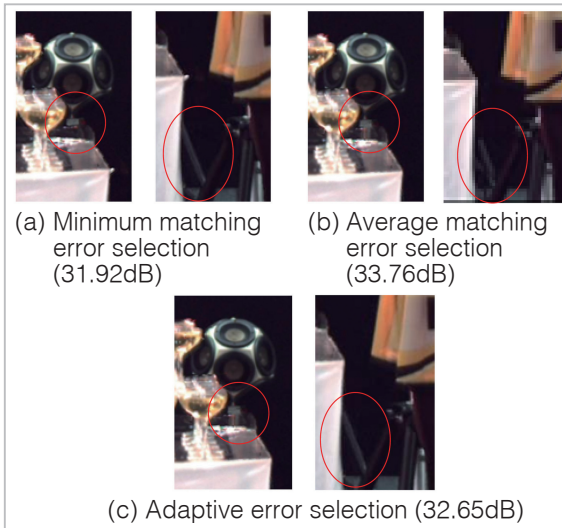 (a) Minimum matching
error selection
(31.92dB)
(b) Average matching
error selection
(33.76dB)
(c) Adaptive error selection (32.65dB)